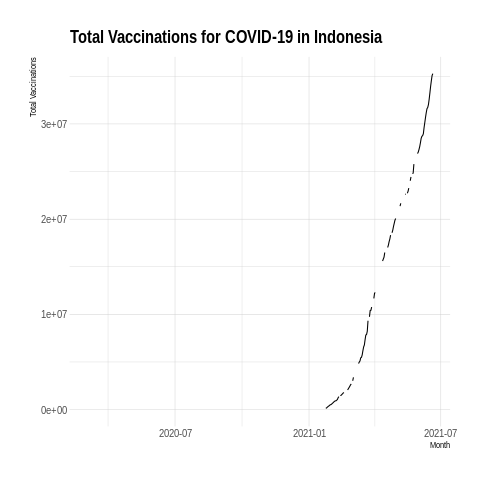 Total Vaccinations for COVID-19 in Indonesia
Total Vaccinations
3e+07
2e+07
1e+07
0e+00
2020-07
2021-01
2021-07
Month